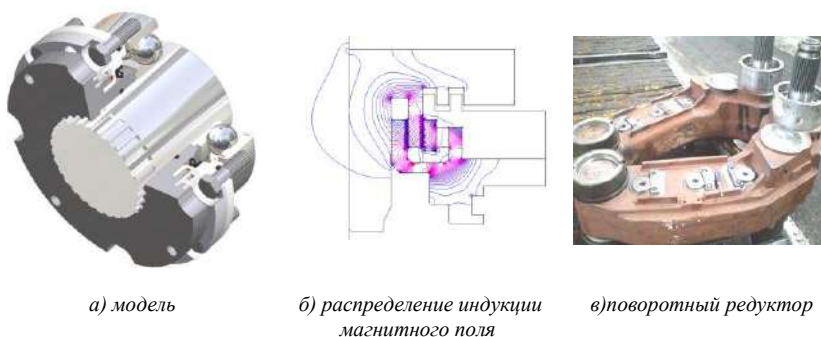 а) модель
б) распределение индукции
магнитного поля
в)поворотный редуктор